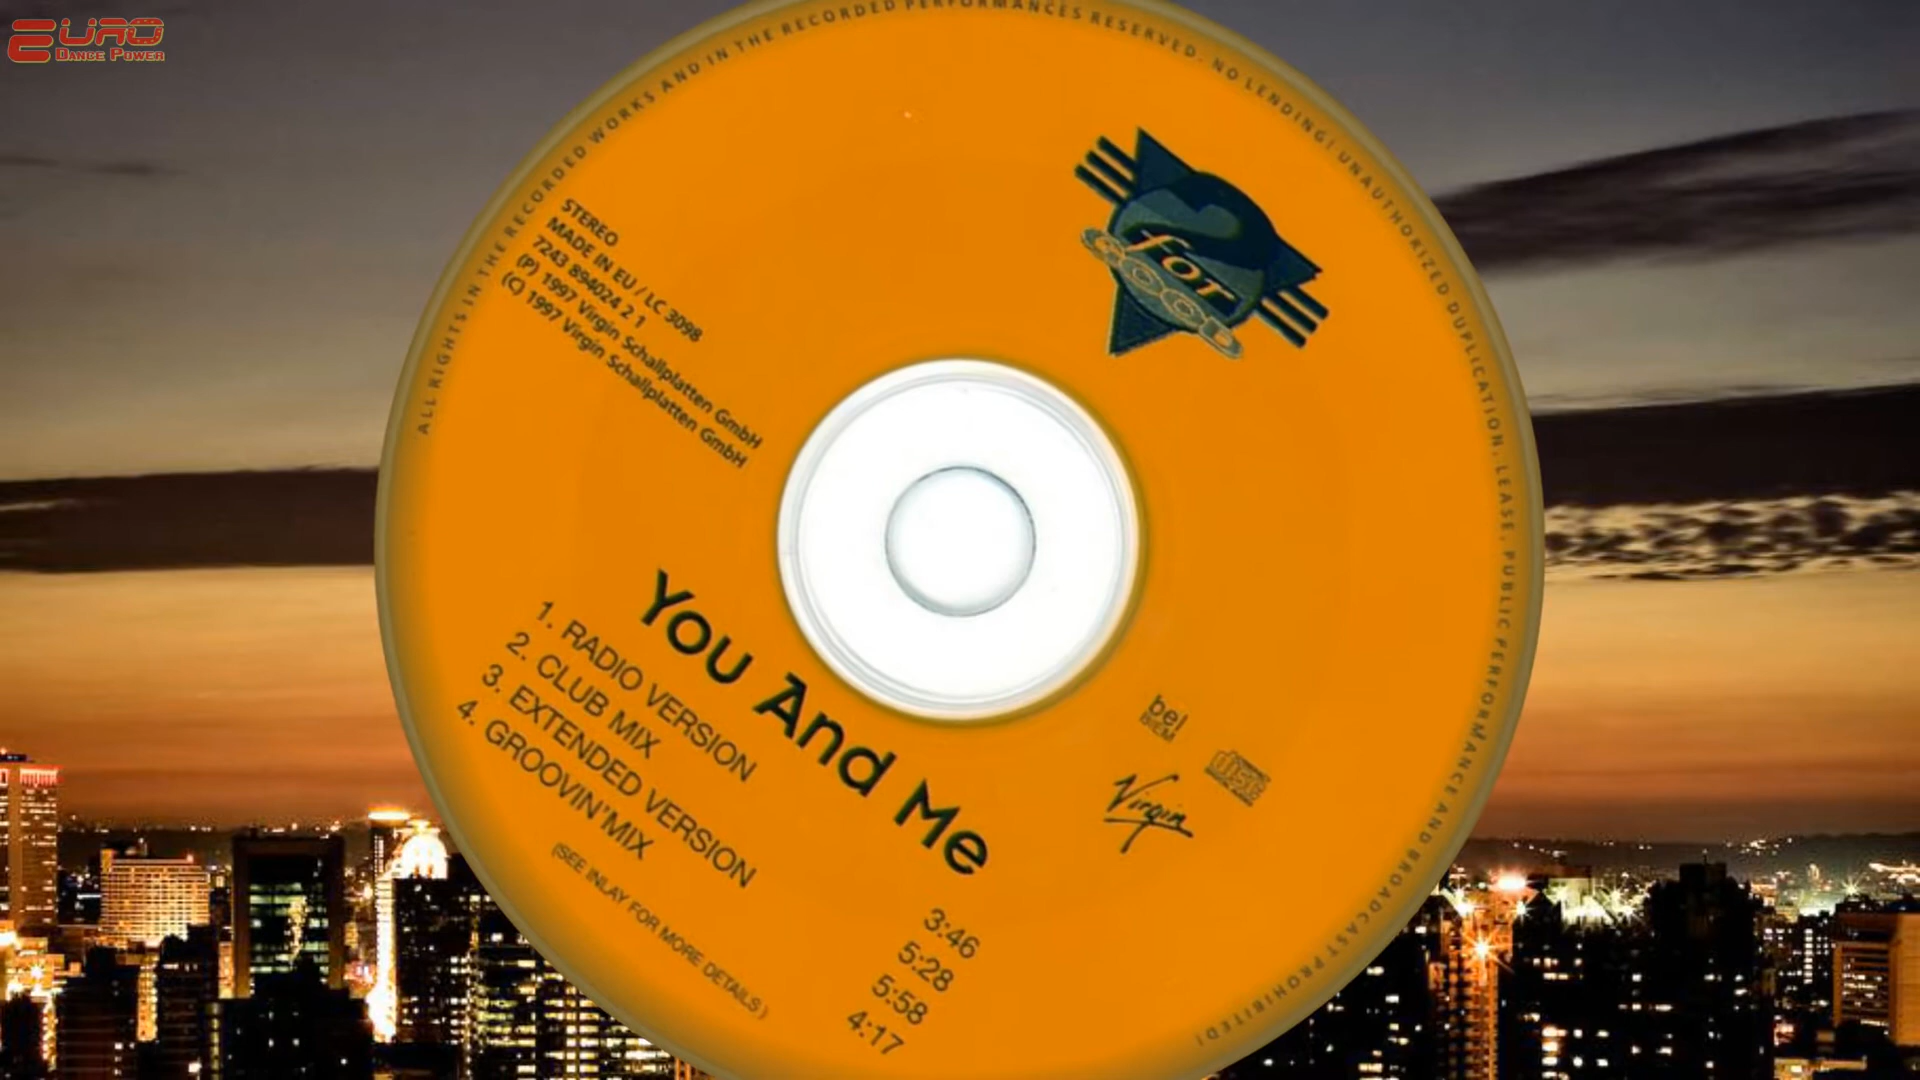 EURO
DANCE POWER
ALL RIGHTS IN THE RECORDED WORKS AND IN THE RECORDED PERFORMANCES RESERVED. NO LENDING! UNAUTHORIZED DUPLICATION, LEASE, PUBLIC PERFORMANCE AND BROADCAST PROHIBITED!
for
STEREO
MADE IN EU / LC 3098
7243 894024 2 1
(P) 1997 Virgin Schallplatten GmbH
(C) 1997 Virgin Schallplatten GmbH
You And Me
1. RADIO VERSION 3:46
2. CLUB MIX 5:28
3. EXTENDED VERSION 5:58
4. GROOVIN'MIX 4:17
(SEE INLAY FOR MORE DETAILS)
bel
BIEM
disc
Virgin